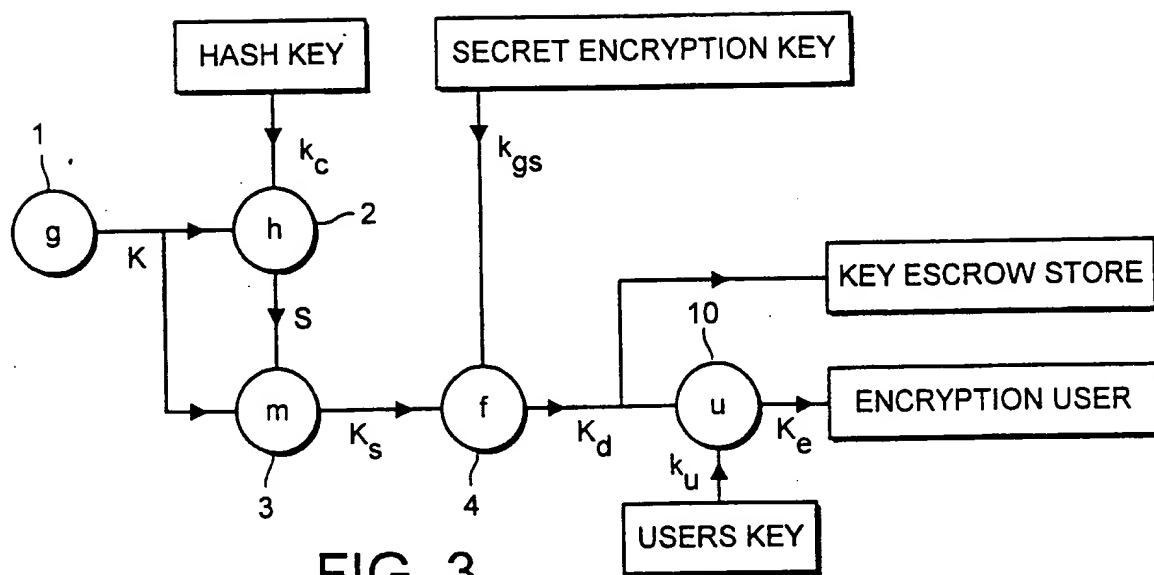 HASH KEY
SECRET ENCRYPTION KEY
1
k_c
k_gs
g
h
2
K
KEY ESCROW STORE
S
10
m
K_s
f
K_d
u
K_e
ENCRYPTION USER
3
4
k_u
USERS KEY
FIG. 3